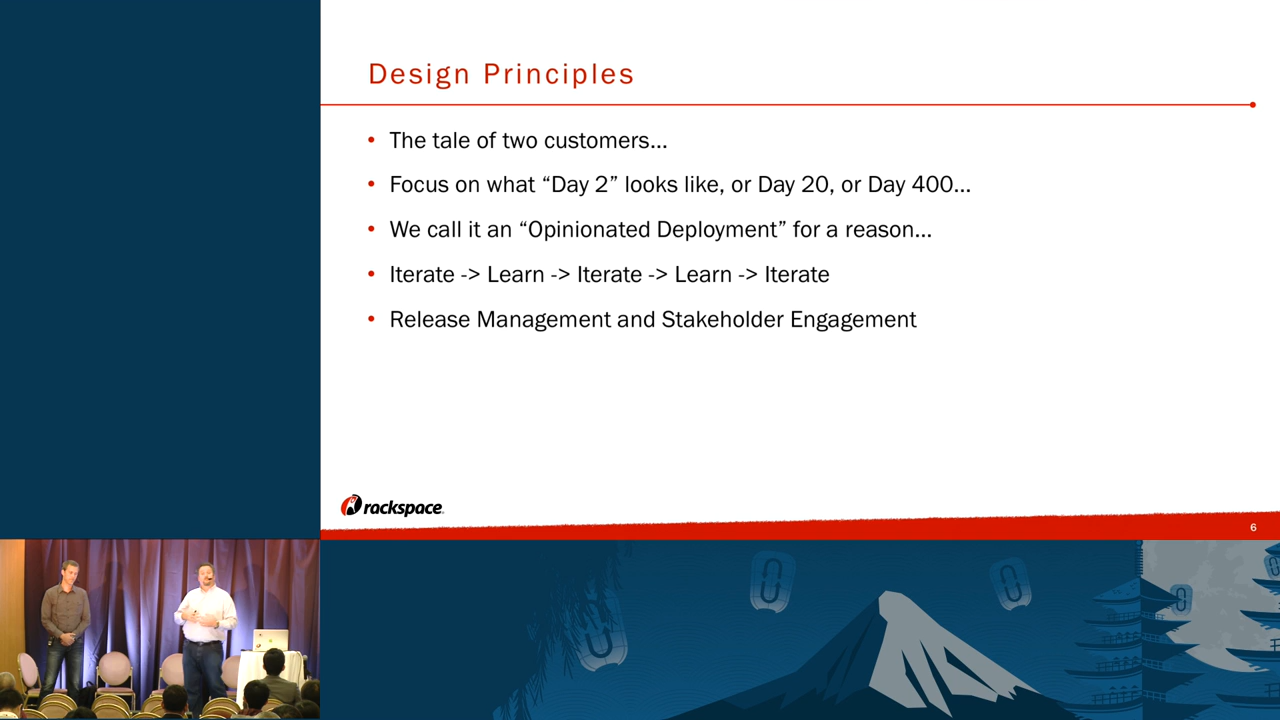 Design Principles
• The tale of two customers...
• Focus on what “Day 2” looks like, or Day 20, or Day 400...
• We call it an “Opinionated Deployment” for a reason...
• Iterate -> Learn -> Iterate -> Learn -> Iterate
• Release Management and Stakeholder Engagement
rackspace
6